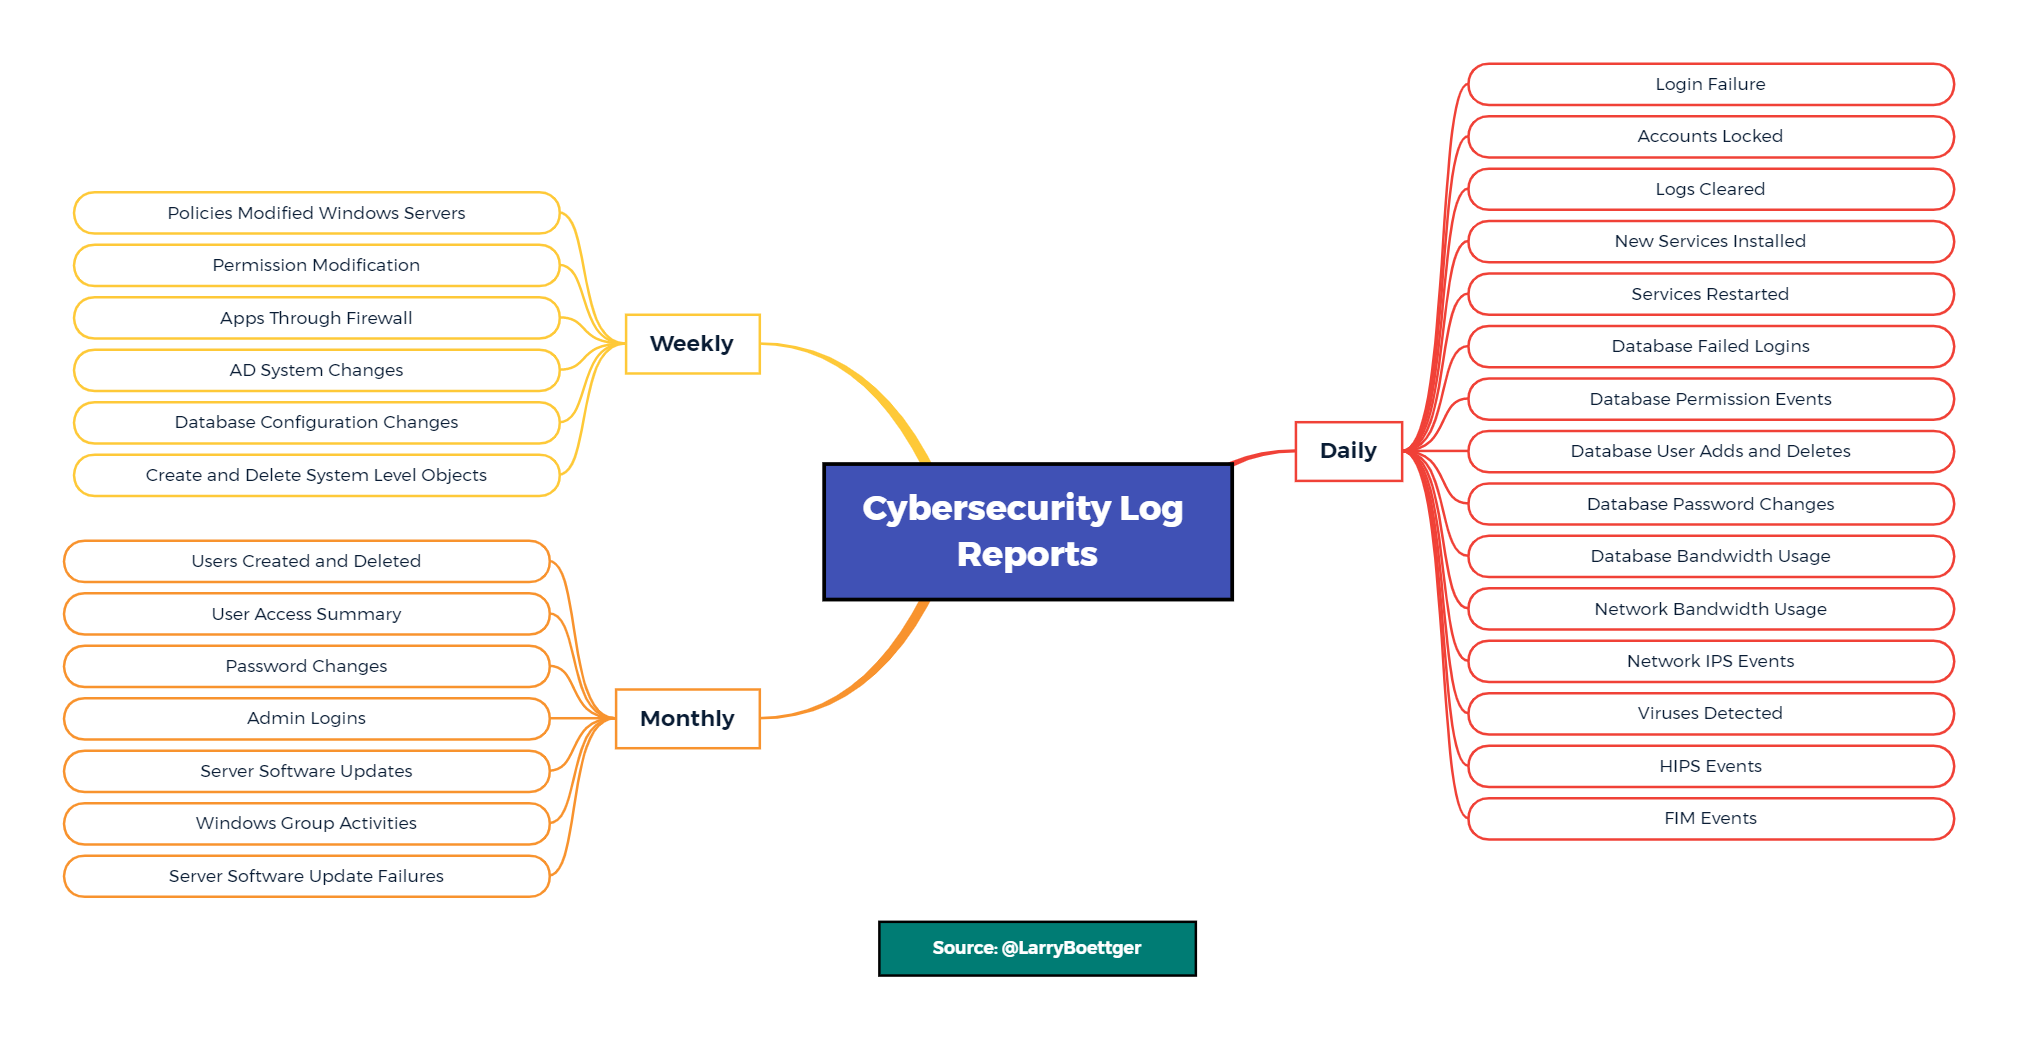 Cybersecurity Log
Reports
Daily
Login Failure
Accounts Locked
Logs Cleared
New Services Installed
Services Restarted
Database Failed Logins
Database Permission Events
Database User Adds and Deletes
Database Password Changes
Database Bandwidth Usage
Network Bandwidth Usage
Network IPS Events
Viruses Detected
HIPS Events
FIM Events
Weekly
Policies Modified Windows Servers
Permission Modification
Apps Through Firewall
AD System Changes
Database Configuration Changes
Create and Delete System Level Objects
Monthly
Users Created and Deleted
User Access Summary
Password Changes
Admin Logins
Server Software Updates
Windows Group Activities
Server Software Update Failures
Source: @LarryBoettger